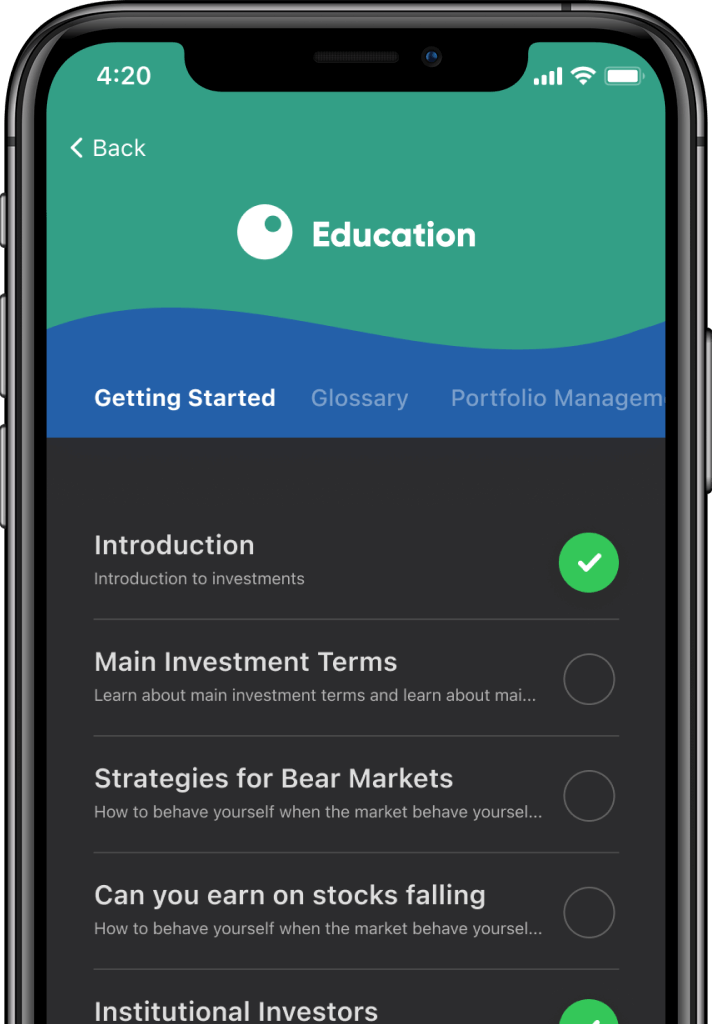 4:20
Back
Education
Getting Started Glossary Portfolio Managem
Introduction
Introduction to investments
Main Investment Terms
Learn about main investment terms and learn about mai...
Strategies for Bear Markets
How to behave yourself when the market behave yoursel...
Can you earn on stocks falling
How to behave yourself when the market behave yoursel...
Institutional Investors